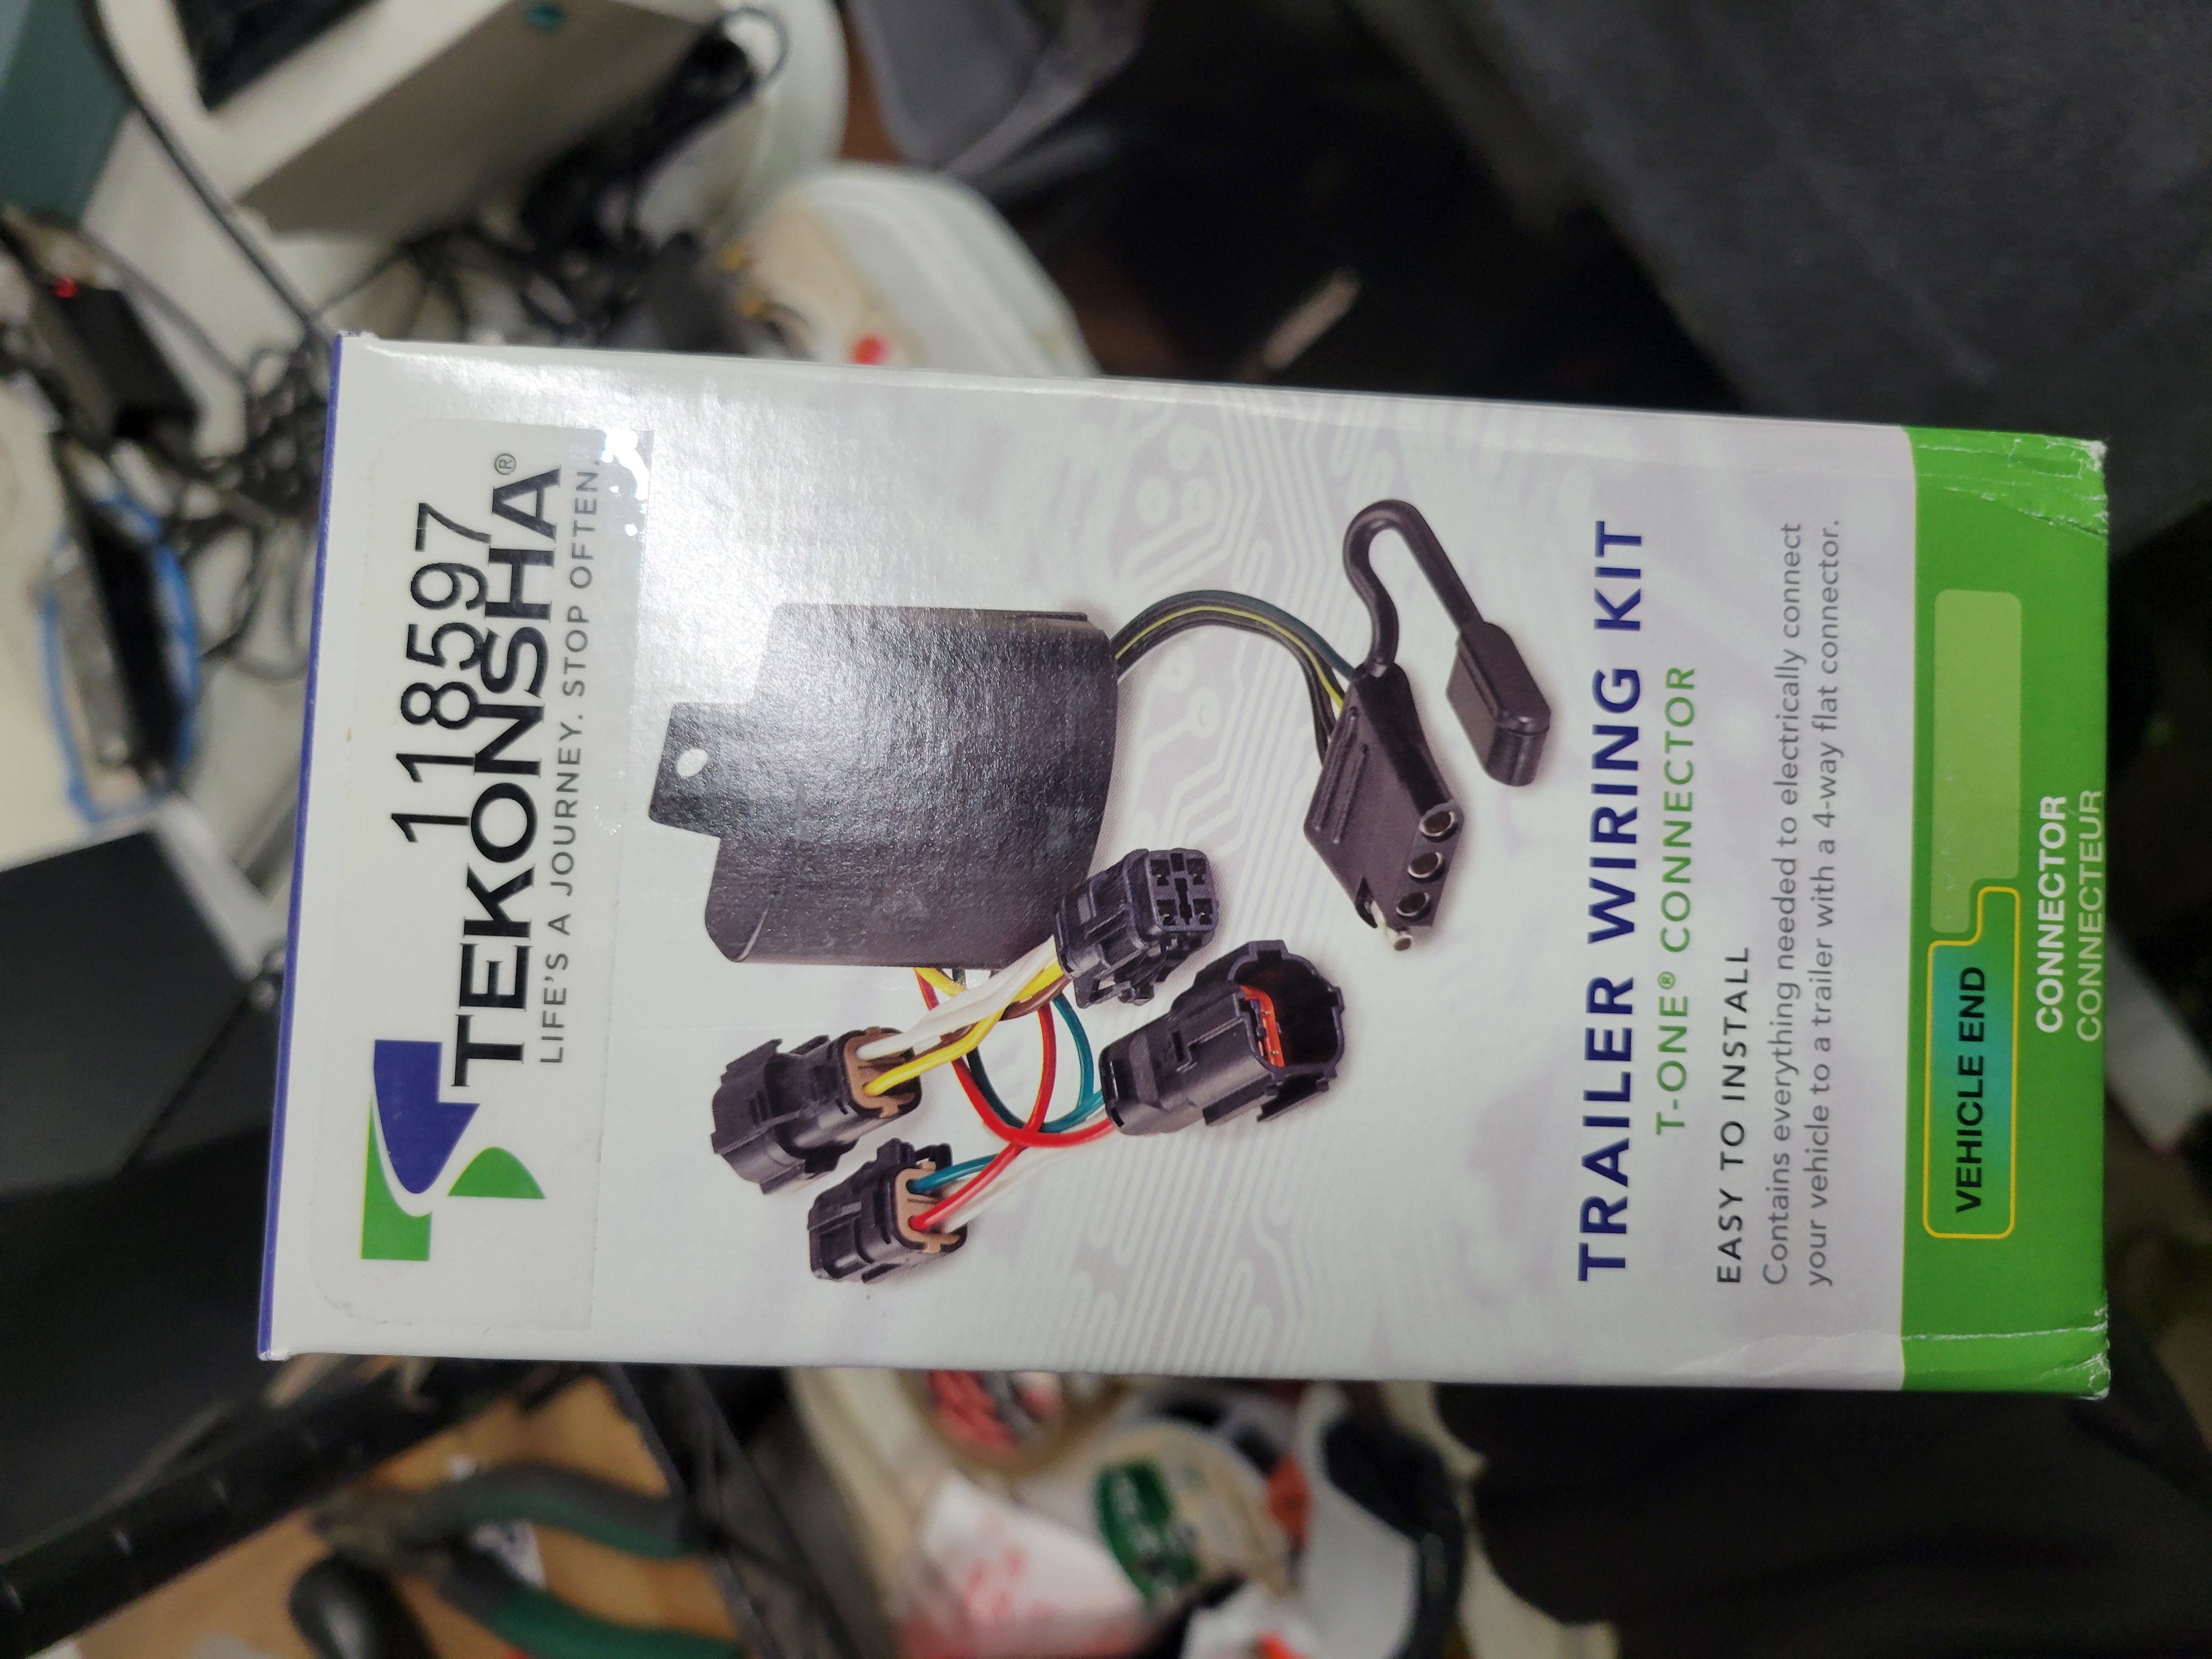 118597
TEKONSHA®
LIFE'S A JOURNEY. STOP OFTEN.
TRAILER WIRING KIT
T-ONE® CONNECTOR
EASY TO INSTALL
Contains everything needed to electrically connect
your vehicle to a trailer with a 4-way flat connector.
VEHICLE END
CONNECTOR
CONNECTEUR